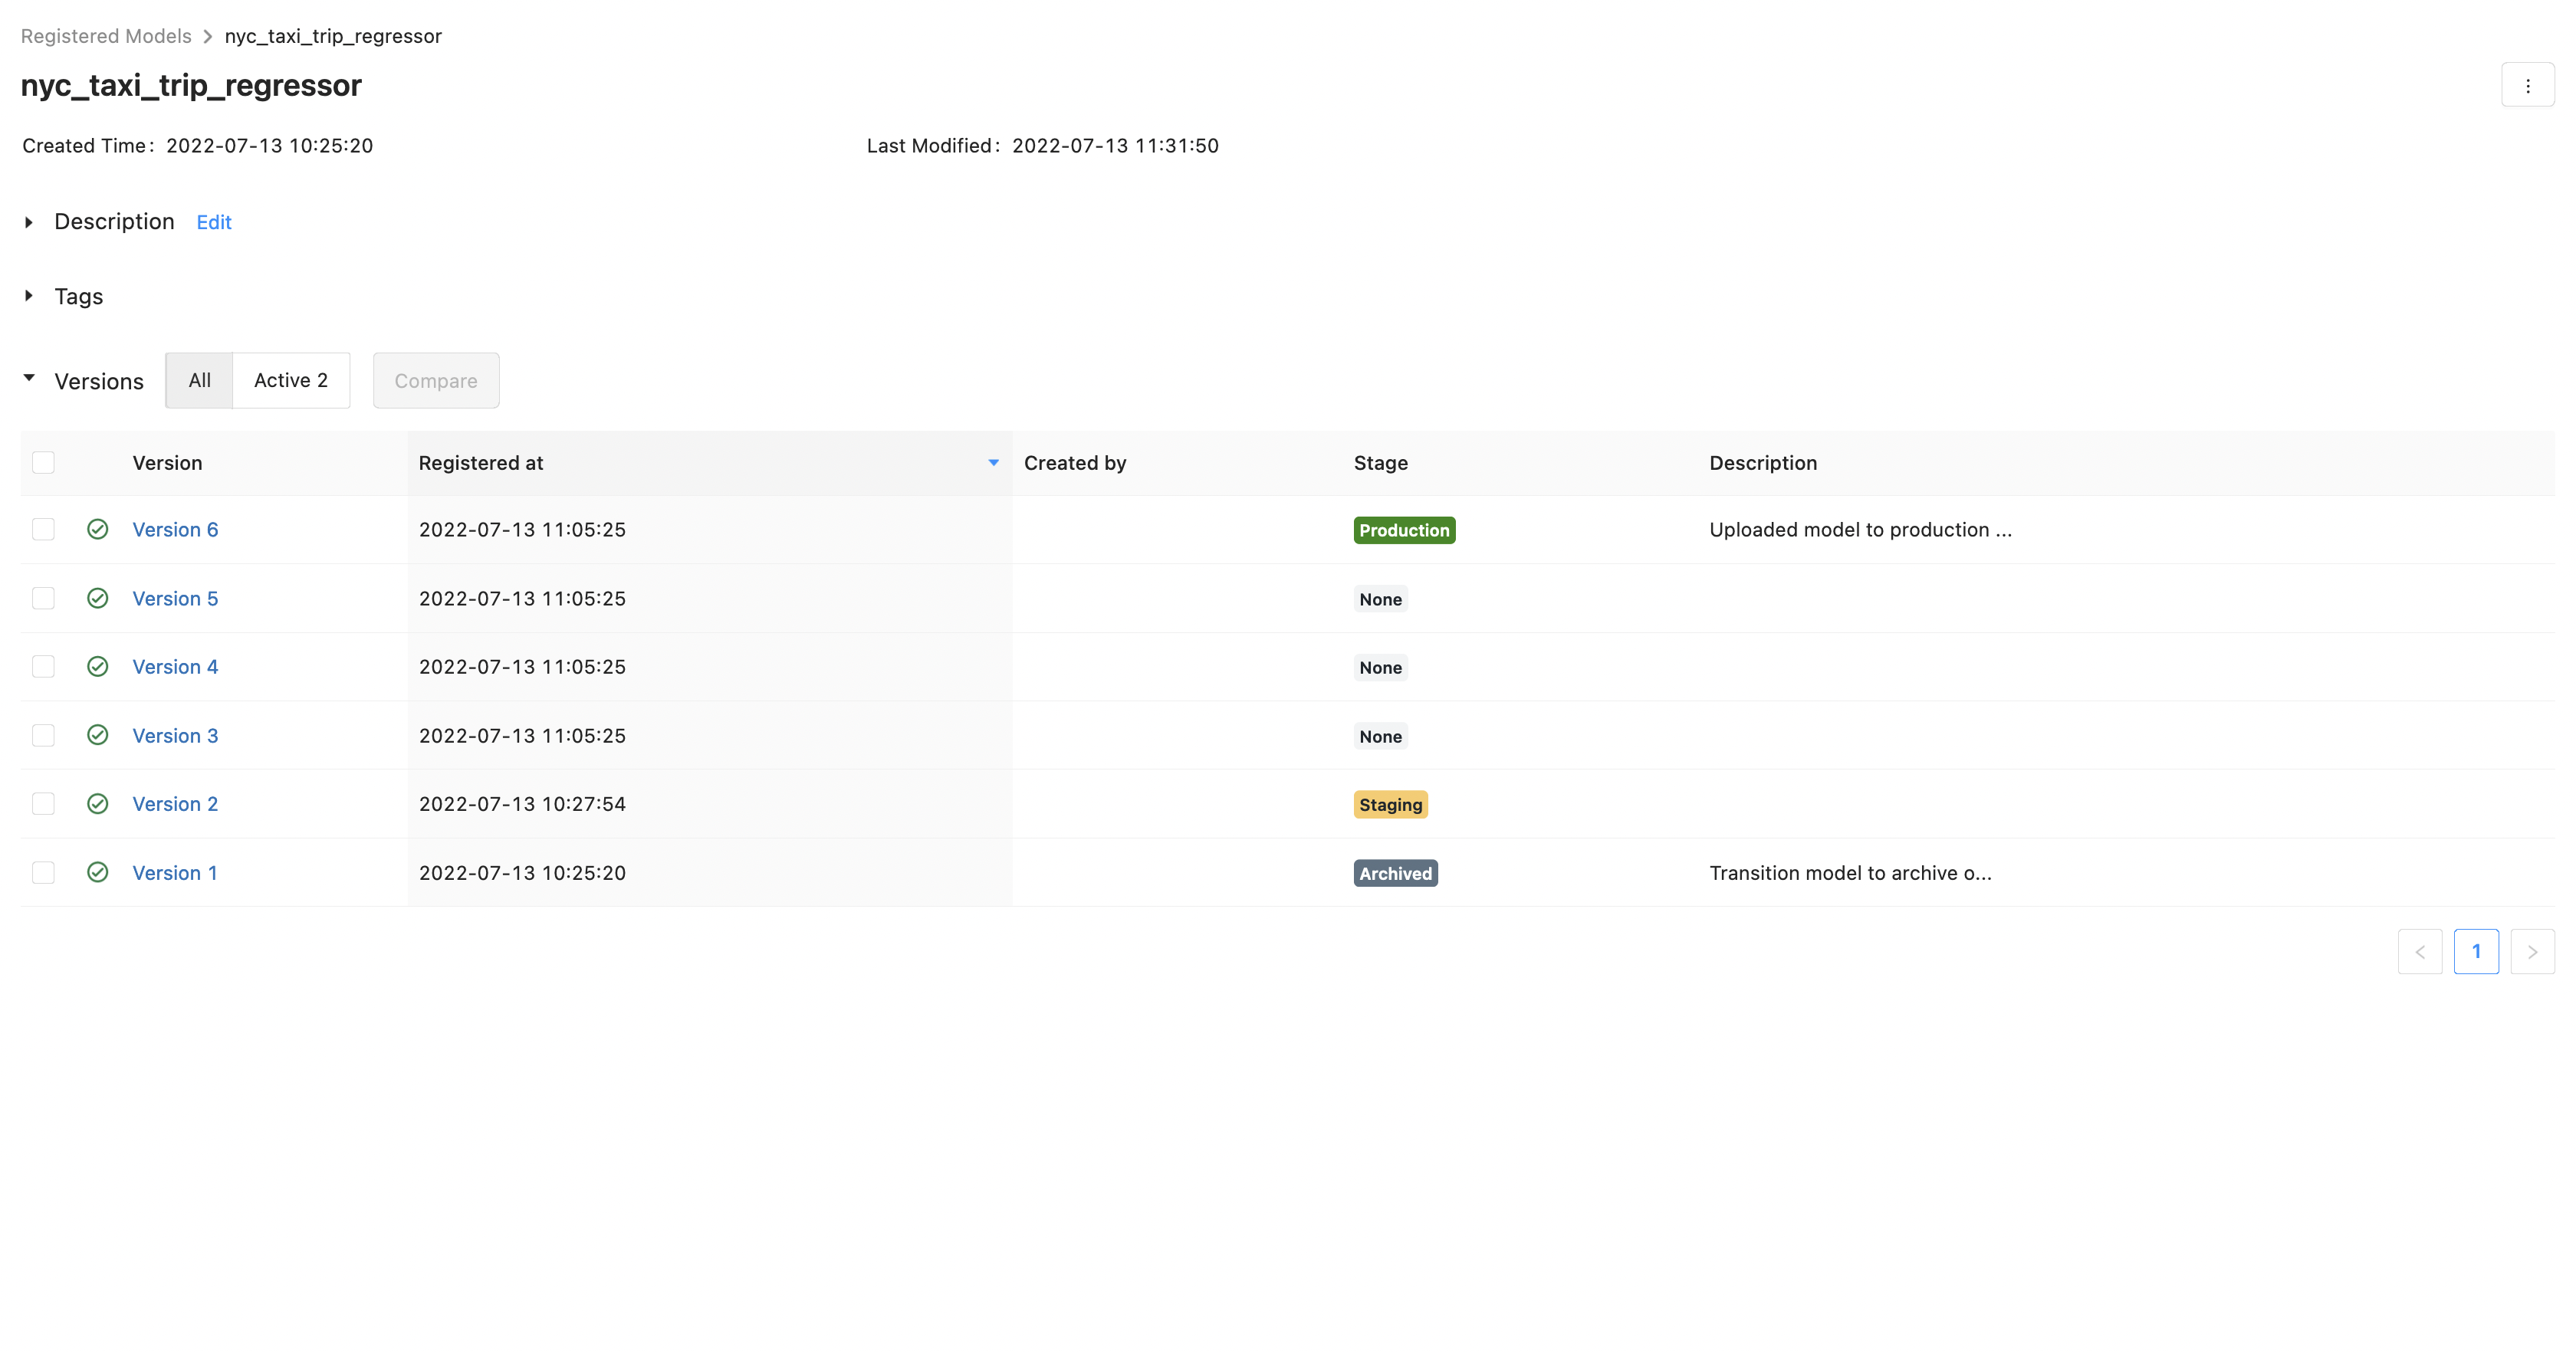 Registered Models > nyc_taxi_trip_regressor
nyc_taxi_trip_regressor
Created Time: 2022-07-13 10:25:20 Last Modified: 2022-07-13 11:31:50
Description Edit
Tags
Versions All Active 2 Compare
Version Registered at Created by Stage Description
Version 6 2022-07-13 11:05:25 Production Uploaded model to production ...
Version 5 2022-07-13 11:05:25 None
Version 4 2022-07-13 11:05:25 None
Version 3 2022-07-13 11:05:25 None
Version 2 2022-07-13 10:27:54 Staging
Version 1 2022-07-13 10:25:20 Archived Transition model to archive o...
< 1 >